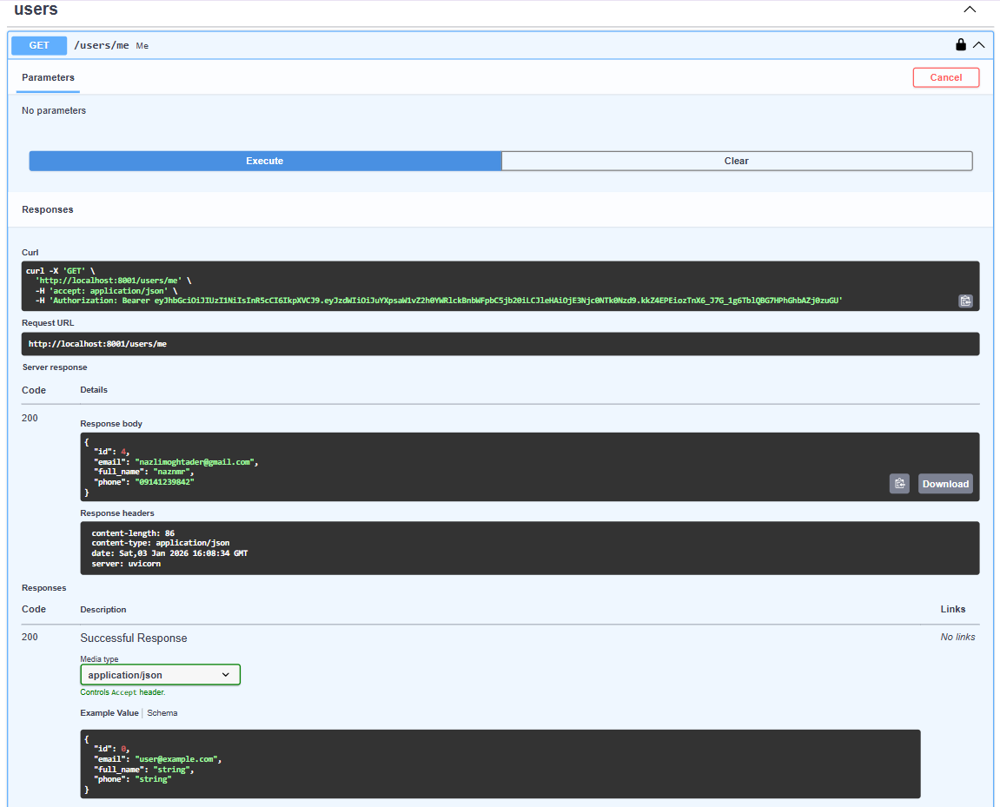 users
GET /users/me Me
Parameters
Cancel
No parameters
Execute
Clear
Responses
Curl
curl -X 'GET' \
'http://localhost:8001/users/me' \
-H 'accept: application/json' \
-H 'Authorization: Bearer eyJhbGciOiJIUzI1NiIsInR5cCI6IkpXVCJ9.eyJzdWIiOiJuYXpsaW1vZ2h0YWRlckBnbWFpbC5jb20iLCJleHAiOjE3Njc0NTk0Nzd9.kkZ4EPEiozTnX6_J7G_1g6TblQBG7HPhGhbAZj0zuGU'
Request URL
http://localhost:8001/users/me
Server response
Code Details
200
Response body
{
"id": 4,
"email": "nazlimoghtader@gmail.com",
"full_name": "naznmr",
"phone": "09141239842"
}
Download
Response headers
content-length: 86
content-type: application/json
date: Sat,03 Jan 2026 16:08:34 GMT
server: uvicorn
Responses
Code Description Links
200 Successful Response No links
Media type
application/json
Controls Accept header.
Example Value Schema
{
"id": 0,
"email": "user@example.com",
"full_name": "string",
"phone": "string"
}